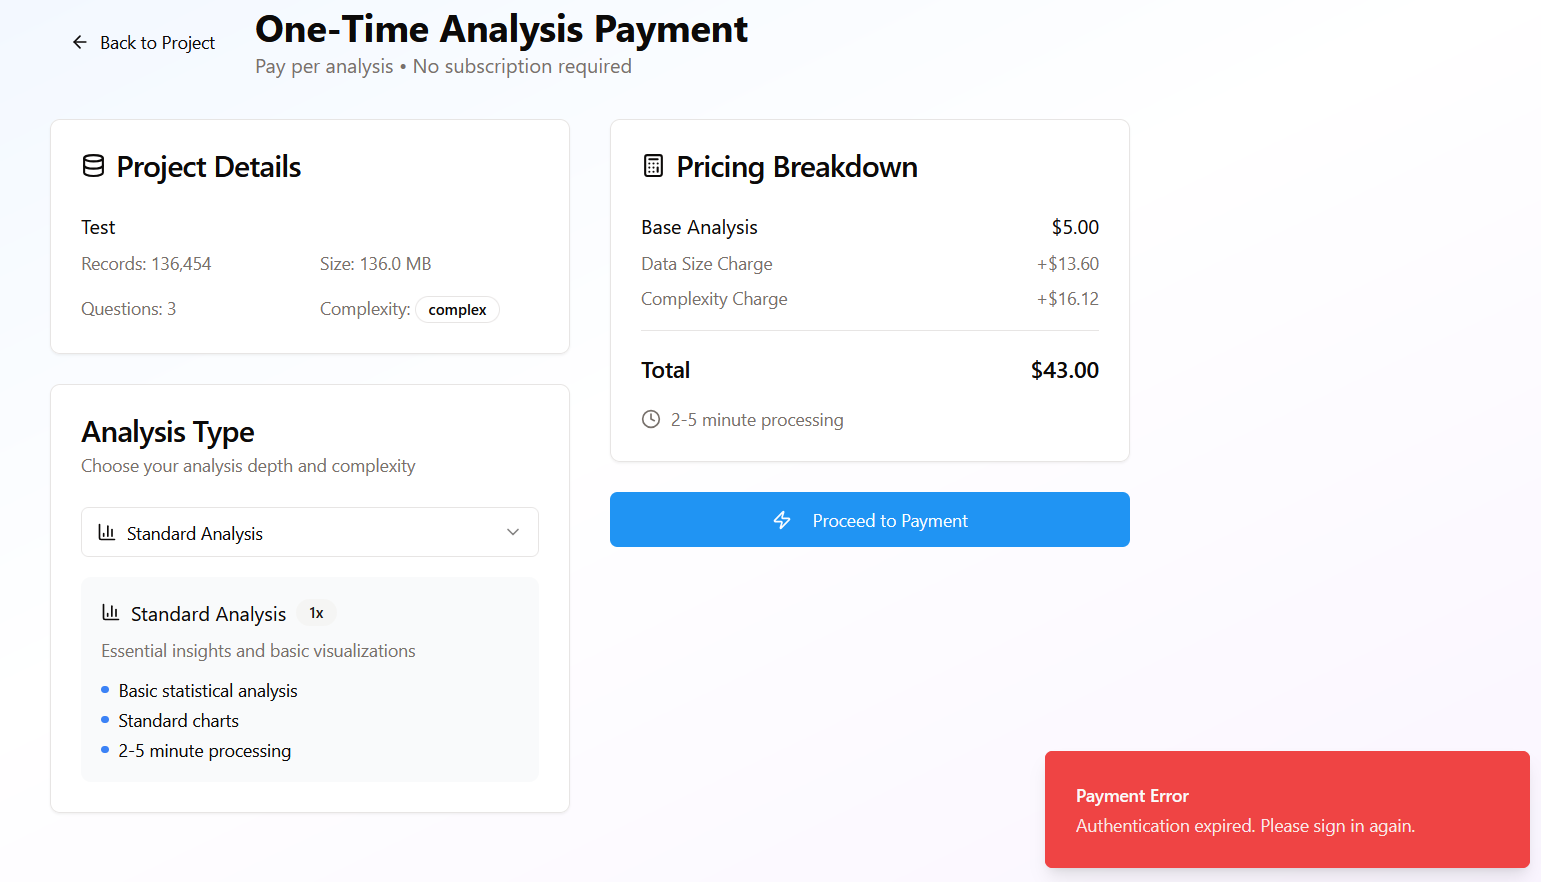 Back to Project
One-Time Analysis Payment
Pay per analysis • No subscription required
Project Details
Test
Records: 136,454
Size: 136.0 MB
Questions: 3
Complexity: complex
Analysis Type
Choose your analysis depth and complexity
Standard Analysis
Standard Analysis 1x
Essential insights and basic visualizations
Basic statistical analysis
Standard charts
2-5 minute processing
Pricing Breakdown
Base Analysis $5.00
Data Size Charge +$13.60
Complexity Charge +$16.12
Total $43.00
2-5 minute processing
Proceed to Payment
Payment Error
Authentication expired. Please sign in again.